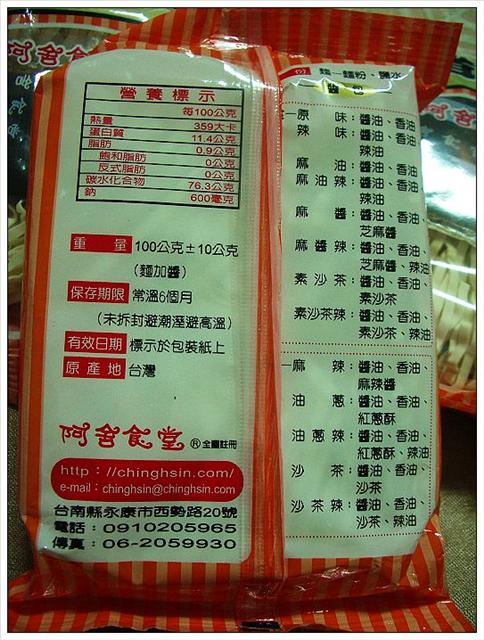 營養標示
每100公克
熱量 359大卡
蛋白質 11.4公克
脂肪 0.9公克
飽和脂肪 0公克
反式脂肪 0公克
碳水化合物 76.3公克
鈉 600毫克
重量 100公克±10公克
(麵加醬)
保存期限 常溫6個月
(未拆封避潮溼避高溫)
有效日期 標示於包裝紙上
原產地 台灣
阿舍食堂 ® 全國註冊
http://chinghsin.com/
e-mail:chinghsin@chinghsin.com
台南縣永康市西勢路20號
電話:0910205965
傳真:06-2059930
麵—麵粉、鹽水
醬包
原味:醬油、香油
辣味:醬油、香油、
辣油
麻油:醬油、香油
麻油辣:醬油、香油、
辣油
麻醬:醬油、香油、
芝麻醬
麻醬辣:醬油、香油、
芝麻醬、辣油
素沙茶:醬油、香油、
素沙茶
素沙茶辣:醬油、香油、
素沙茶、辣油
麻辣:醬油、香油、
麻辣醬
油蔥:醬油、香油、
紅蔥酥
油蔥辣:醬油、香油、
紅蔥酥、辣油
沙茶:醬油、香油、
沙茶
沙茶辣:醬油、香油、
沙茶、辣油
阿舍食